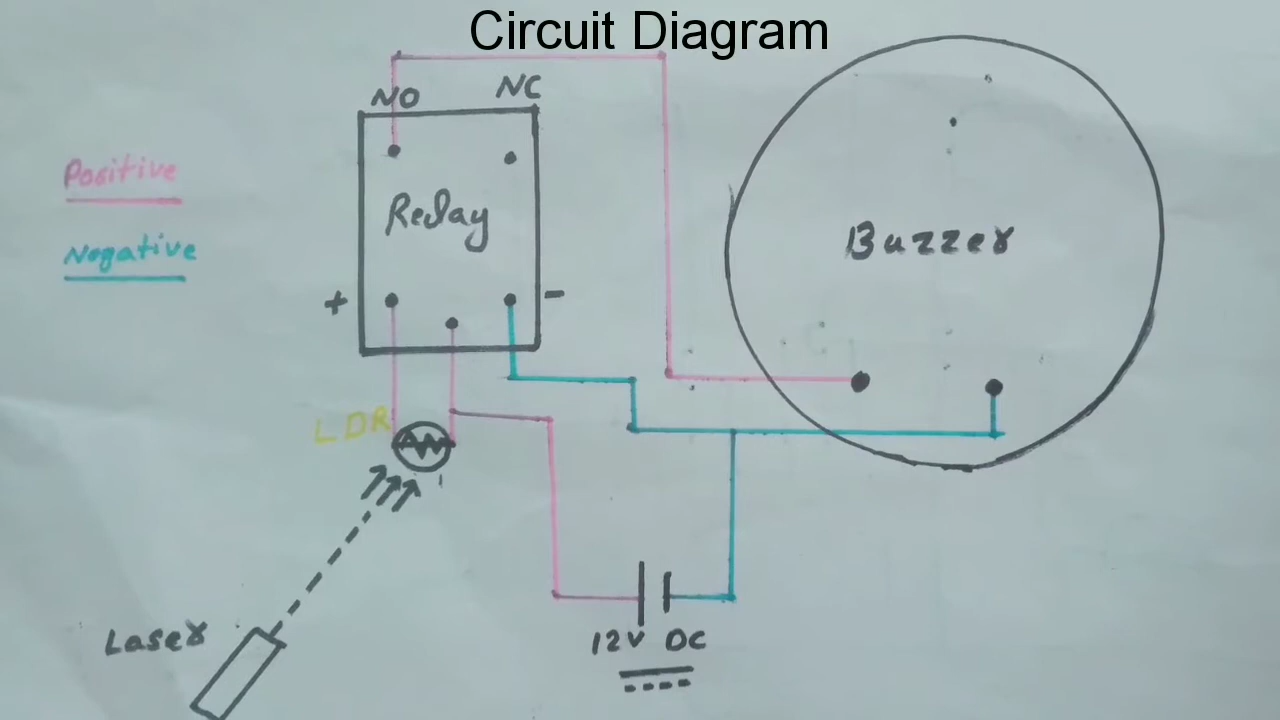 Circuit Diagram
NO NC
Positive
Relay
Negative
Buzzer
+ -
LDR
Laser
12V DC